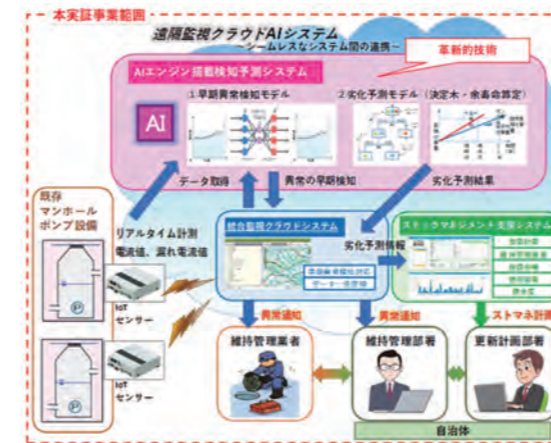 本実証事業範囲
遠隔監視クラウドAIシステム
～シームレスなシステム間の連携～
革新的技術
AIエンジン搭載検知予測システム
①早期異常検知モデル
②劣化予測モデル(決定木・余寿命算定)
AI
データ取得
異常の早期検知
劣化予測結果
既存
マンホール
ポンプ設備
リアルタイム計測
電流値、漏れ電流値
統合監視クラウドシステム
劣化予測情報
ストックマネジメント支援システム
IoT
センサー
IoT
センサー
P
P
異常通知
異常通知
ストマネ計画
維持管理業者
維持管理部署
更新計画部署
自治体